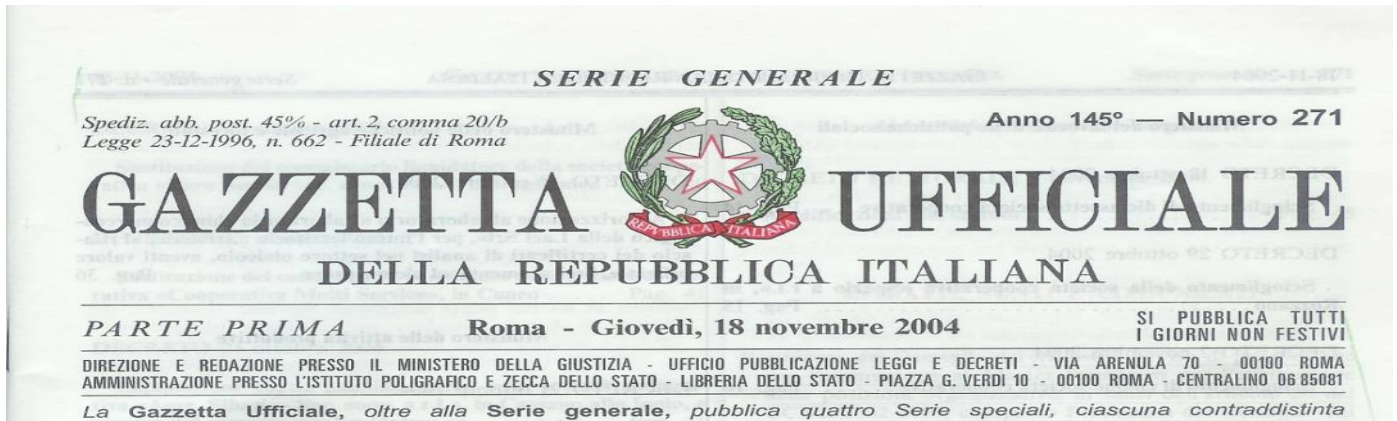 SERIE GENERALE
Spediz. abb. post. 45% - art. 2, comma 20/b
Legge 23-12-1996, n. 662 - Filiale di Roma
Anno 145° — Numero 271
GAZZETTA UFFICIALE
REPVBBLICA ITALIANA
DELLA REPUBBLICA ITALIANA
PARTE PRIMA
Roma - Giovedì, 18 novembre 2004
SI PUBBLICA TUTTI
I GIORNI NON FESTIVI
DIREZIONE E REDAZIONE PRESSO IL MINISTERO DELLA GIUSTIZIA - UFFICIO PUBBLICAZIONE LEGGI E DECRETI - VIA ARENULA 70 - 00100 ROMA
AMMINISTRAZIONE PRESSO L'ISTITUTO POLIGRAFICO E ZECCA DELLO STATO - LIBRERIA DELLO STATO - PIAZZA G. VERDI 10 - 00100 ROMA - CENTRALINO 06 85081
La Gazzetta Ufficiale, oltre alla Serie generale, pubblica quattro Serie speciali, ciascuna contraddistinta